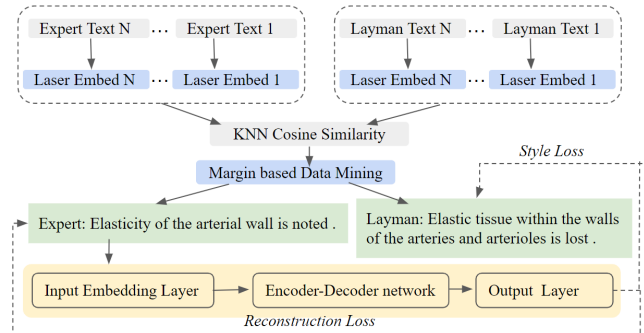 Expert Text N ... Expert Text 1
Layman Text N ... Layman Text 1
Laser Embed N ... Laser Embed 1
Laser Embed N ... Laser Embed 1
KNN Cosine Similarity
Margin based Data Mining
Style Loss
Expert: Elasticity of the arterial wall is noted .
Layman: Elastic tissue within the walls
of the arteries and arterioles is lost .
Input Embedding Layer
Encoder-Decoder network
Output Layer
Reconstruction Loss